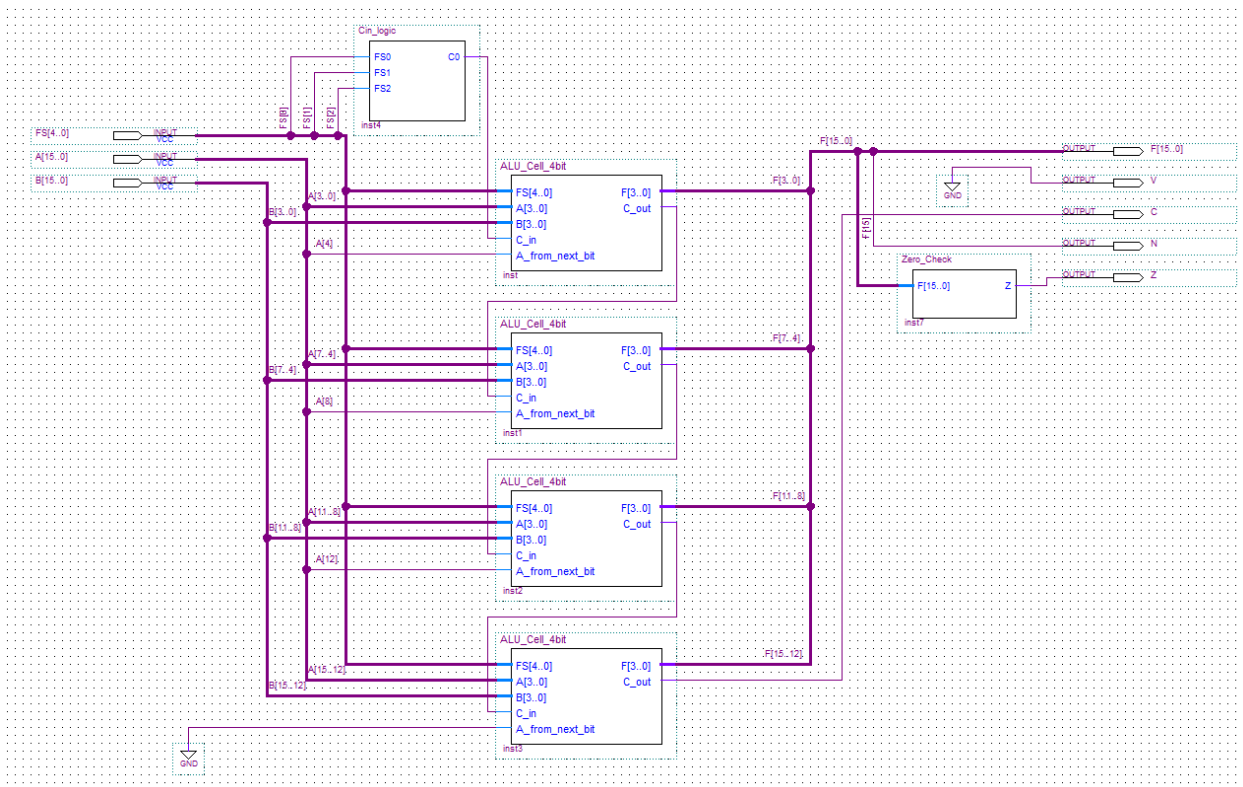 Cin_logic
FS0 C0
FS1
FS2
inst4
FS[0]
FS[1]
FS[2]
FS[4..0] INPUT VCC
A[15..0] INPUT VCC
B[15..0] INPUT VCC
ALU_Cell_4bit
FS[4..0] F[3..0]
A[3..0] C_out
B[3..0]
C_in
A_from_next_bit
inst
A[3..0]
B[3..0]
A[4]
F[3..0]
ALU_Cell_4bit
FS[4..0] F[3..0]
A[3..0] C_out
B[3..0]
C_in
A_from_next_bit
inst1
A[7..4]
B[7..4]
A[8]
F[7..4]
ALU_Cell_4bit
FS[4..0] F[3..0]
A[3..0] C_out
B[3..0]
C_in
A_from_next_bit
inst2
A[11..8]
B[11..8]
A[12]
F[11..8]
ALU_Cell_4bit
FS[4..0] F[3..0]
A[3..0] C_out
B[3..0]
C_in
A_from_next_bit
inst3
A[15..12]
B[15..12]
F[15..12]
GND
F[15..0]
OUTPUT F[15..0]
OUTPUT V
GND
OUTPUT C
F[15]
OUTPUT N
Zero_Check
F[15..0] Z
inst7
OUTPUT Z